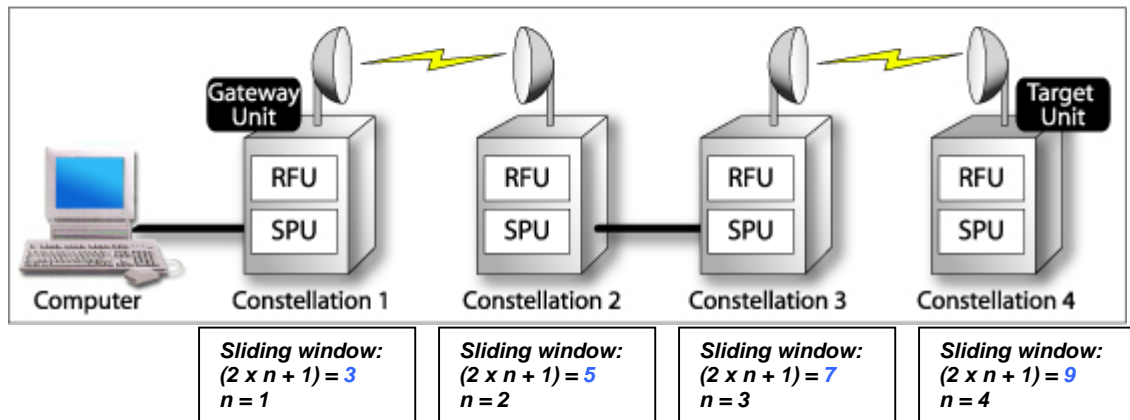 Gateway
Unit
Target
Unit
RFU
SPU
RFU
SPU
RFU
SPU
RFU
SPU
Computer
Constellation 1
Constellation 2
Constellation 3
Constellation 4
Sliding window:
(2 x n + 1) = 3
n = 1
Sliding window:
(2 x n + 1) = 5
n = 2
Sliding window:
(2 x n + 1) = 7
n = 3
Sliding window:
(2 x n + 1) = 9
n = 4